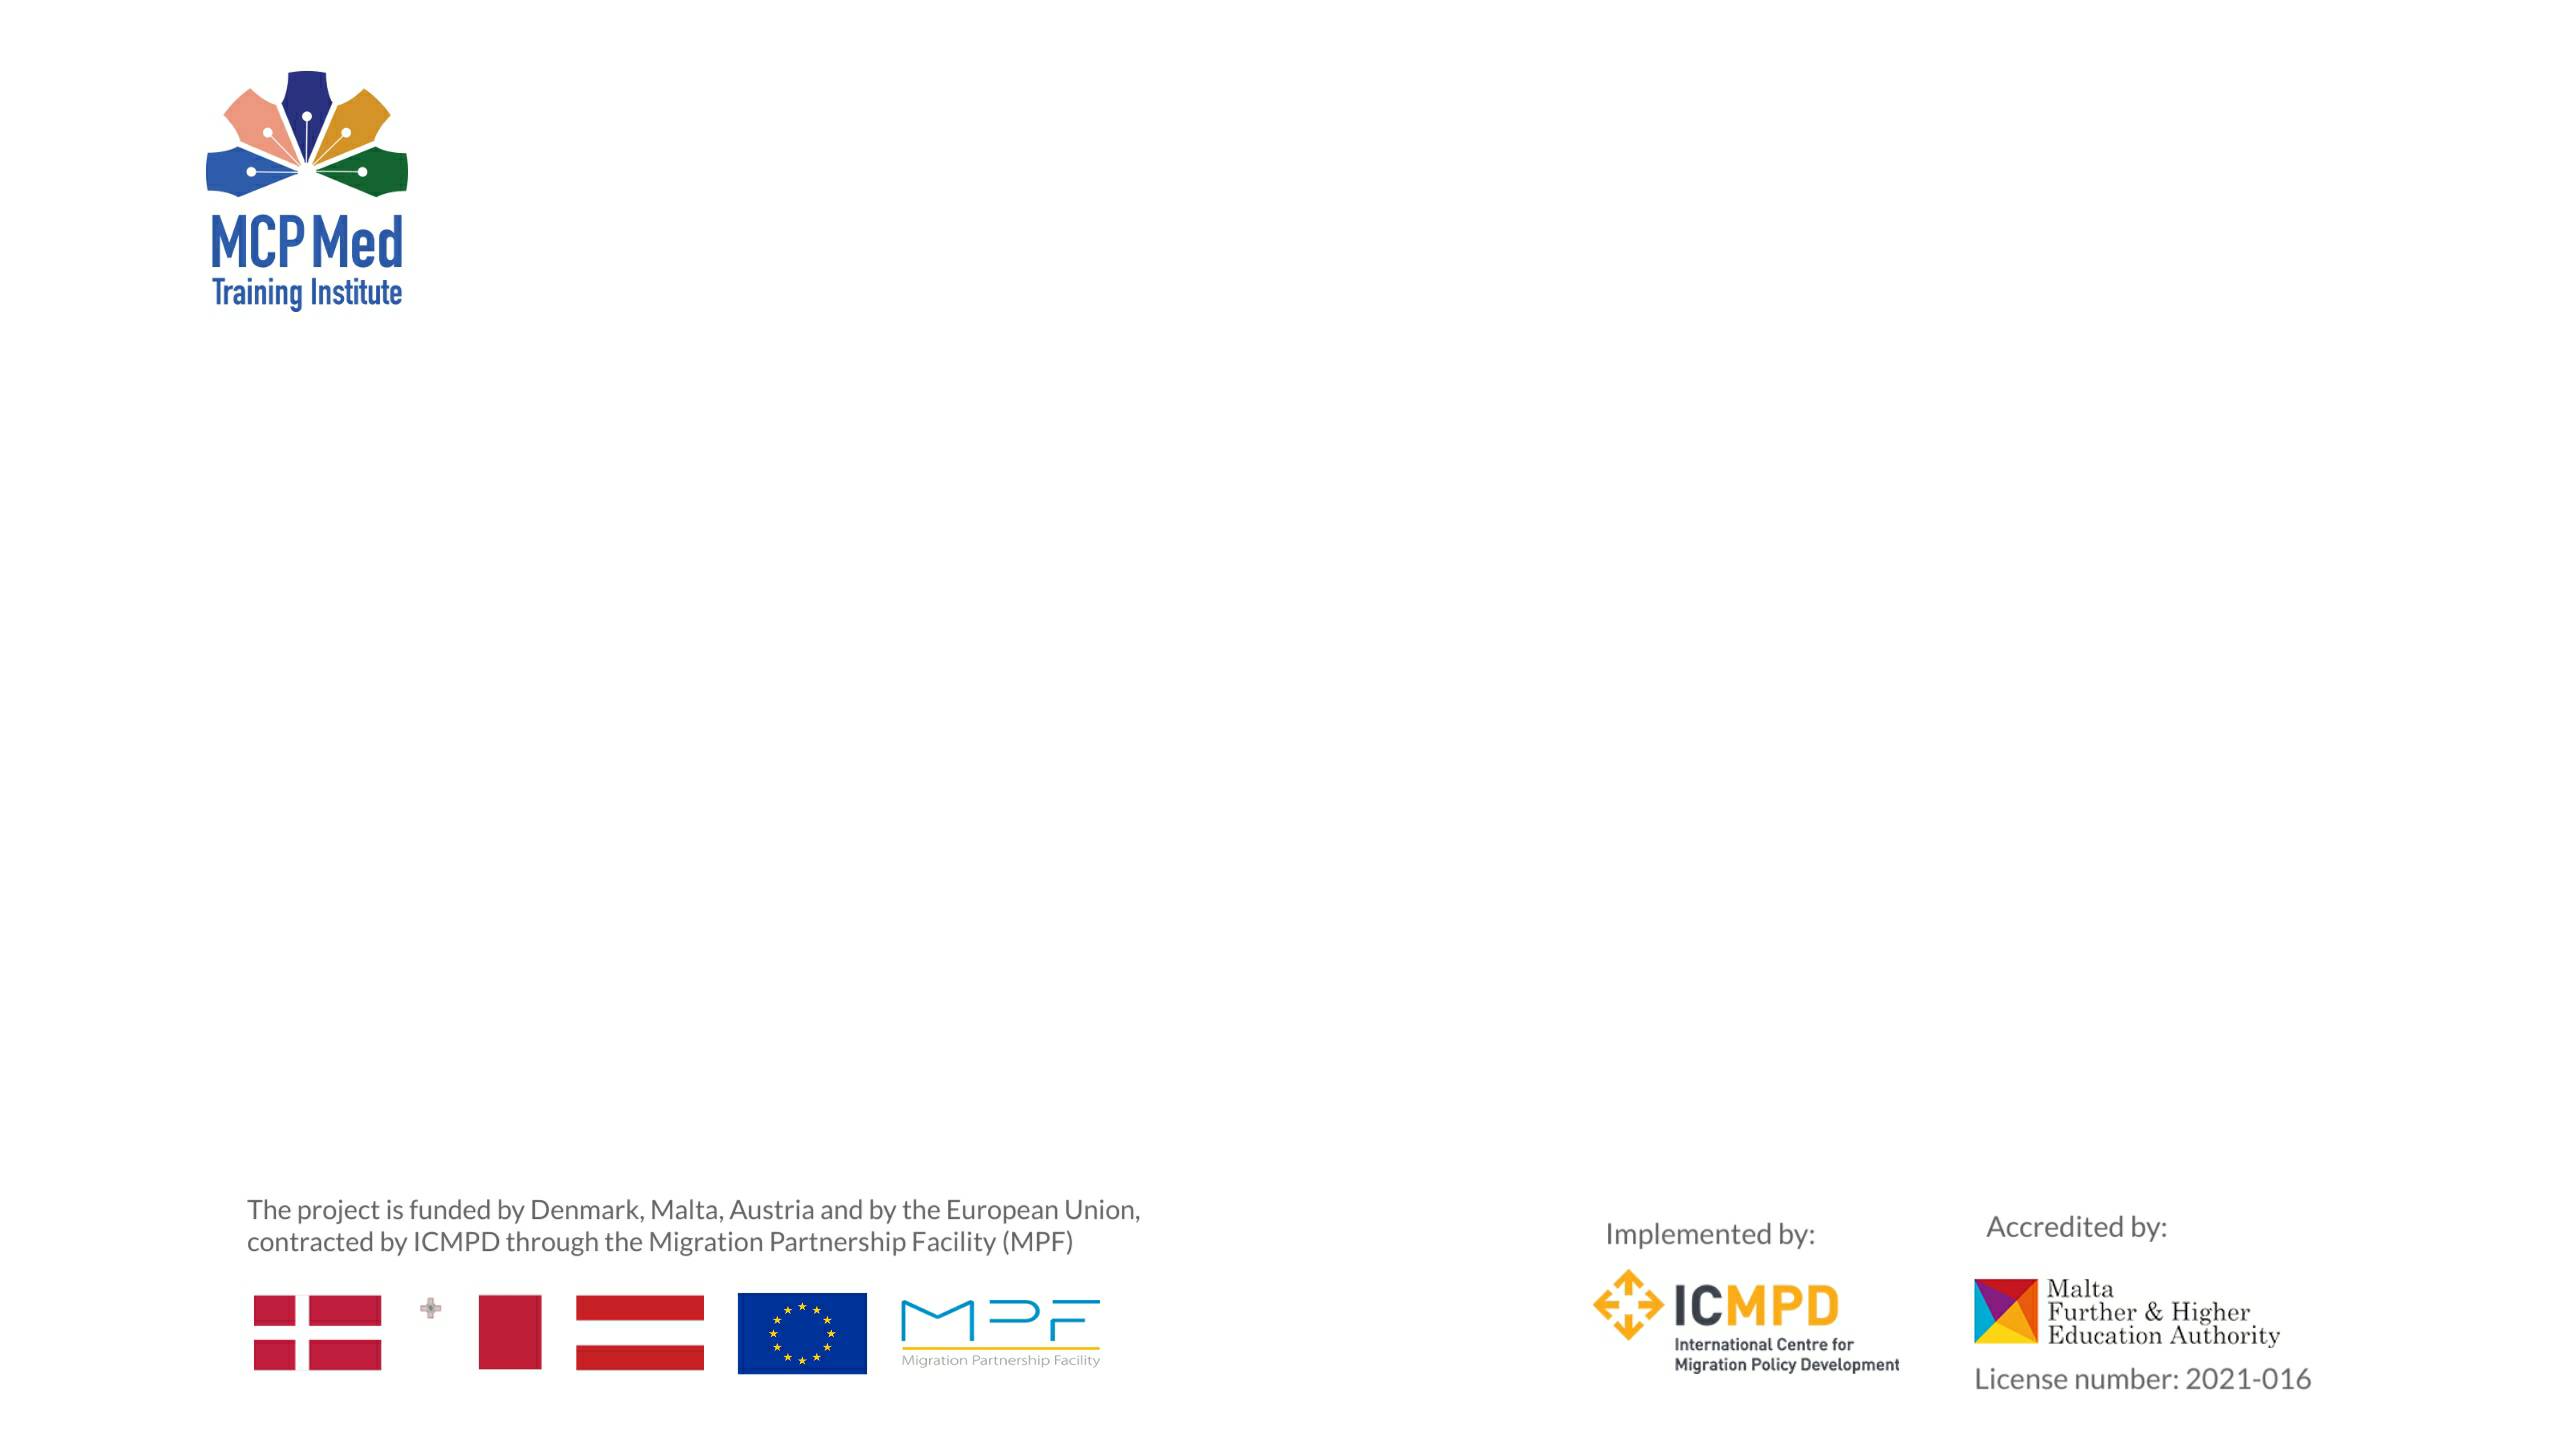 MCP Med
Training Institute
The project is funded by Denmark, Malta, Austria and by the European Union,
contracted by ICMPD through the Migration Partnership Facility (MPF)
MPF
Migration Partnership Facility
Implemented by:
ICMPD
International Centre for
Migration Policy Development
Accredited by:
Malta
Further & Higher
Education Authority
License number: 2021-016